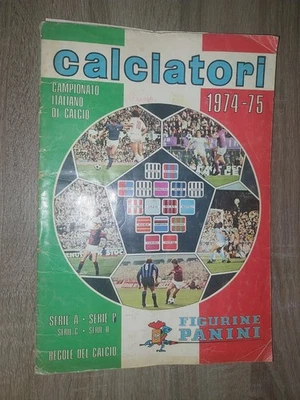 calciatori
CAMPIONATO
ITALIANO
DI CALCIO
1974-75
SERIE A · SERIE B
SERIE C · SERIE D
REGOLE DEL CALCIO
FIGURINE
PANINI